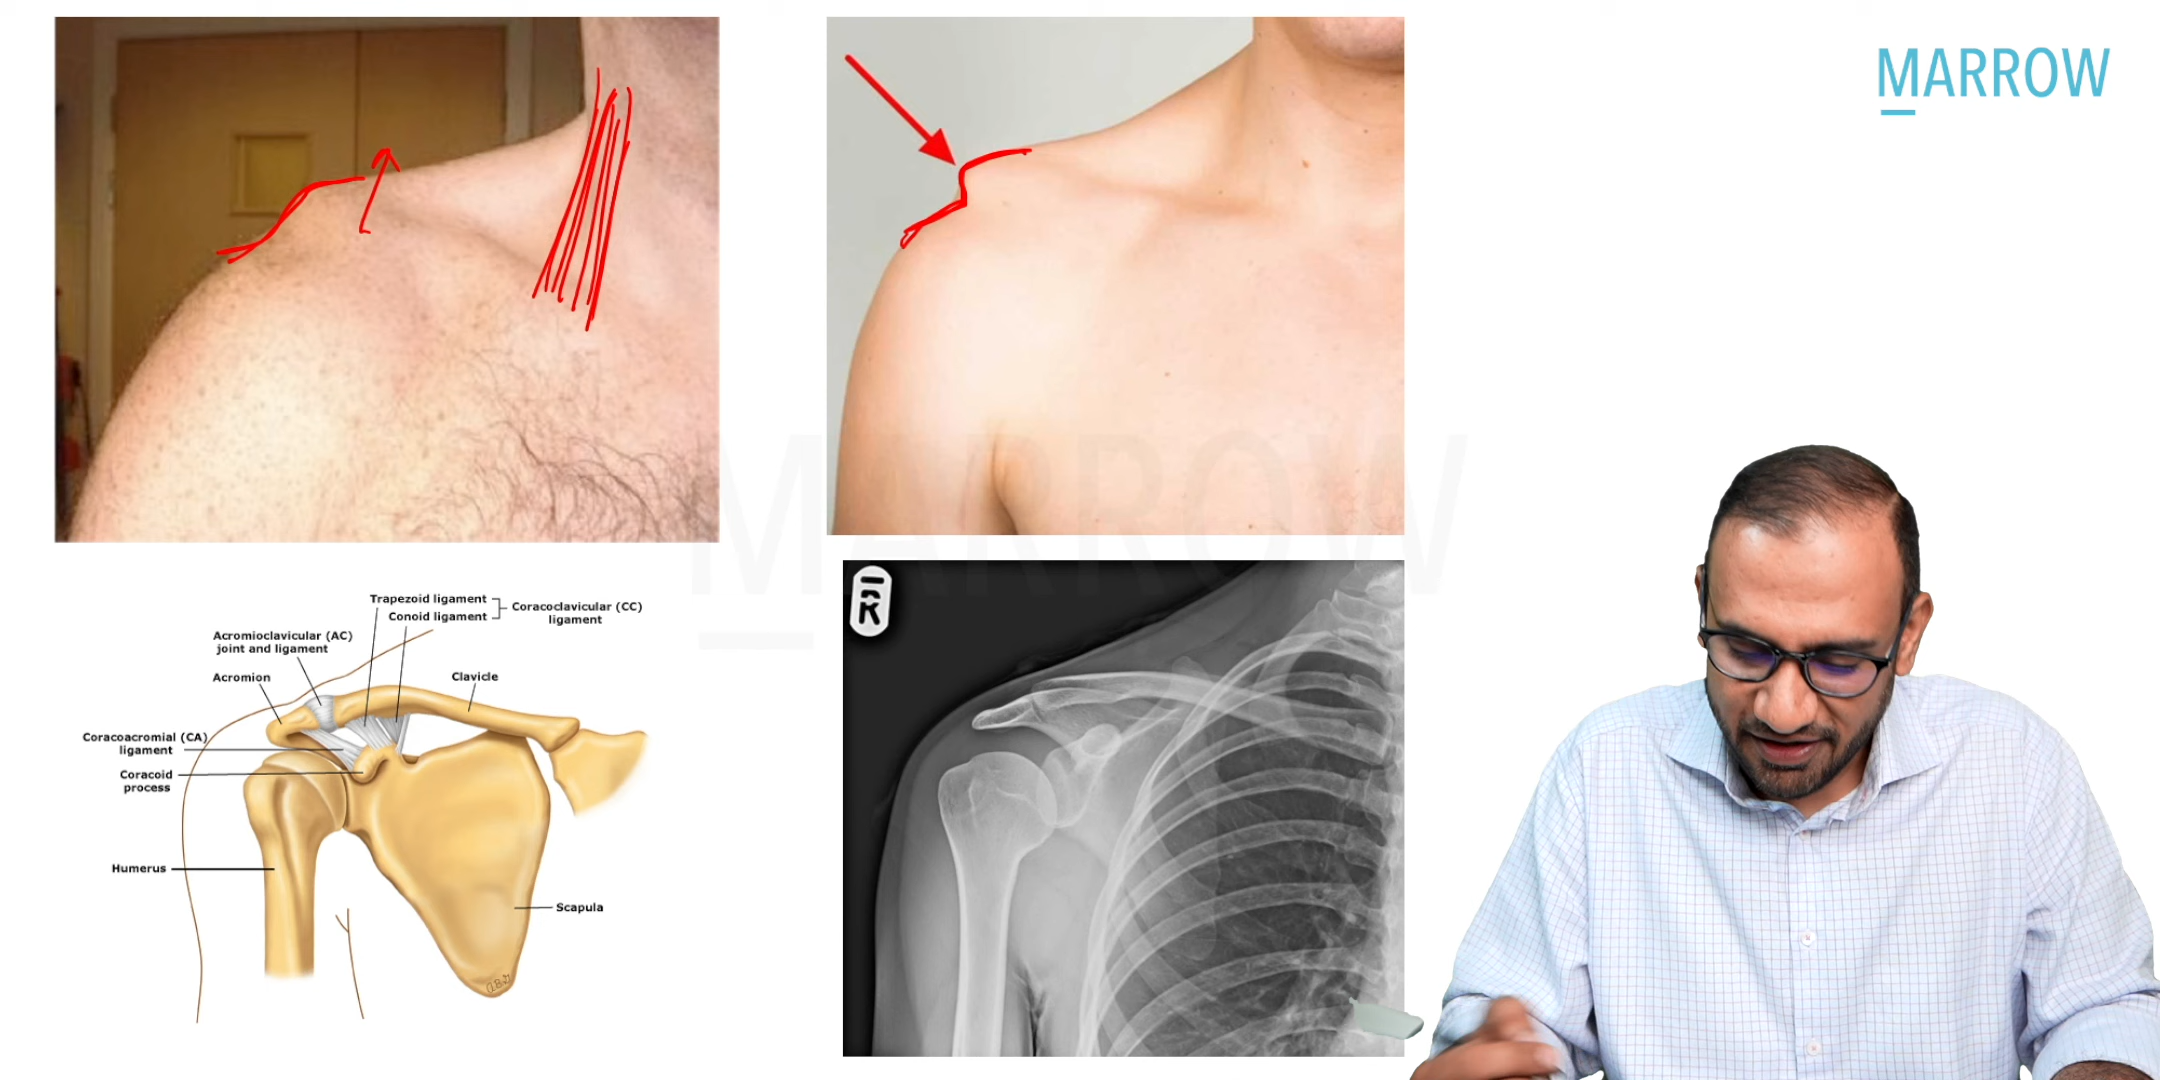 MARROW
MARROW
Trapezoid ligament
Conoid ligament
Coracoclavicular (CC)
ligament
Acromioclavicular (AC)
joint and ligament
Acromion
Clavicle
Coracoacromial (CA)
ligament
Coracoid
process
Humerus
Scapula
R